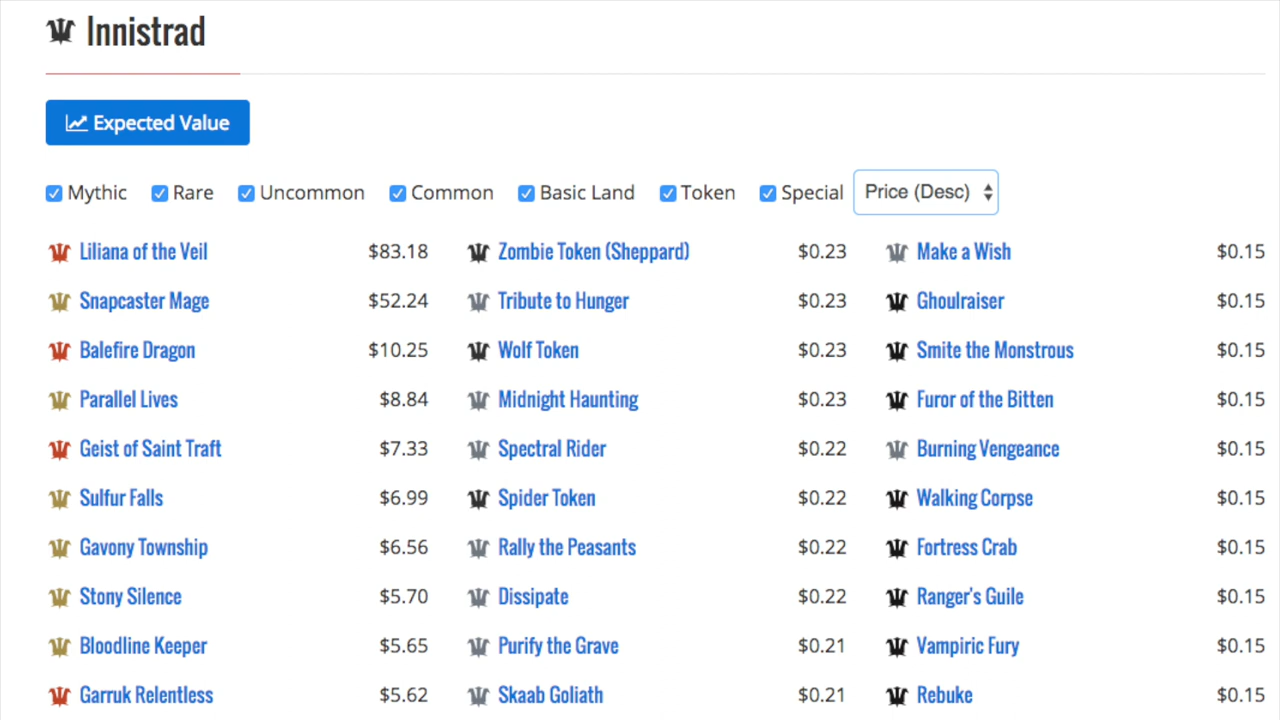 Innistrad
Expected Value
Mythic Rare Uncommon Common Basic Land Token Special Price (Desc)
Liliana of the Veil $83.18 Zombie Token (Sheppard) $0.23 Make a Wish $0.15
Snapcaster Mage $52.24 Tribute to Hunger $0.23 Ghoulraiser $0.15
Balefire Dragon $10.25 Wolf Token $0.23 Smite the Monstrous $0.15
Parallel Lives $8.84 Midnight Haunting $0.23 Furor of the Bitten $0.15
Geist of Saint Traft $7.33 Spectral Rider $0.22 Burning Vengeance $0.15
Sulfur Falls $6.99 Spider Token $0.22 Walking Corpse $0.15
Gavony Township $6.56 Rally the Peasants $0.22 Fortress Crab $0.15
Stony Silence $5.70 Dissipate $0.22 Ranger's Guile $0.15
Bloodline Keeper $5.65 Purify the Grave $0.21 Vampiric Fury $0.15
Garruk Relentless $5.62 Skaab Goliath $0.21 Rebuke $0.15